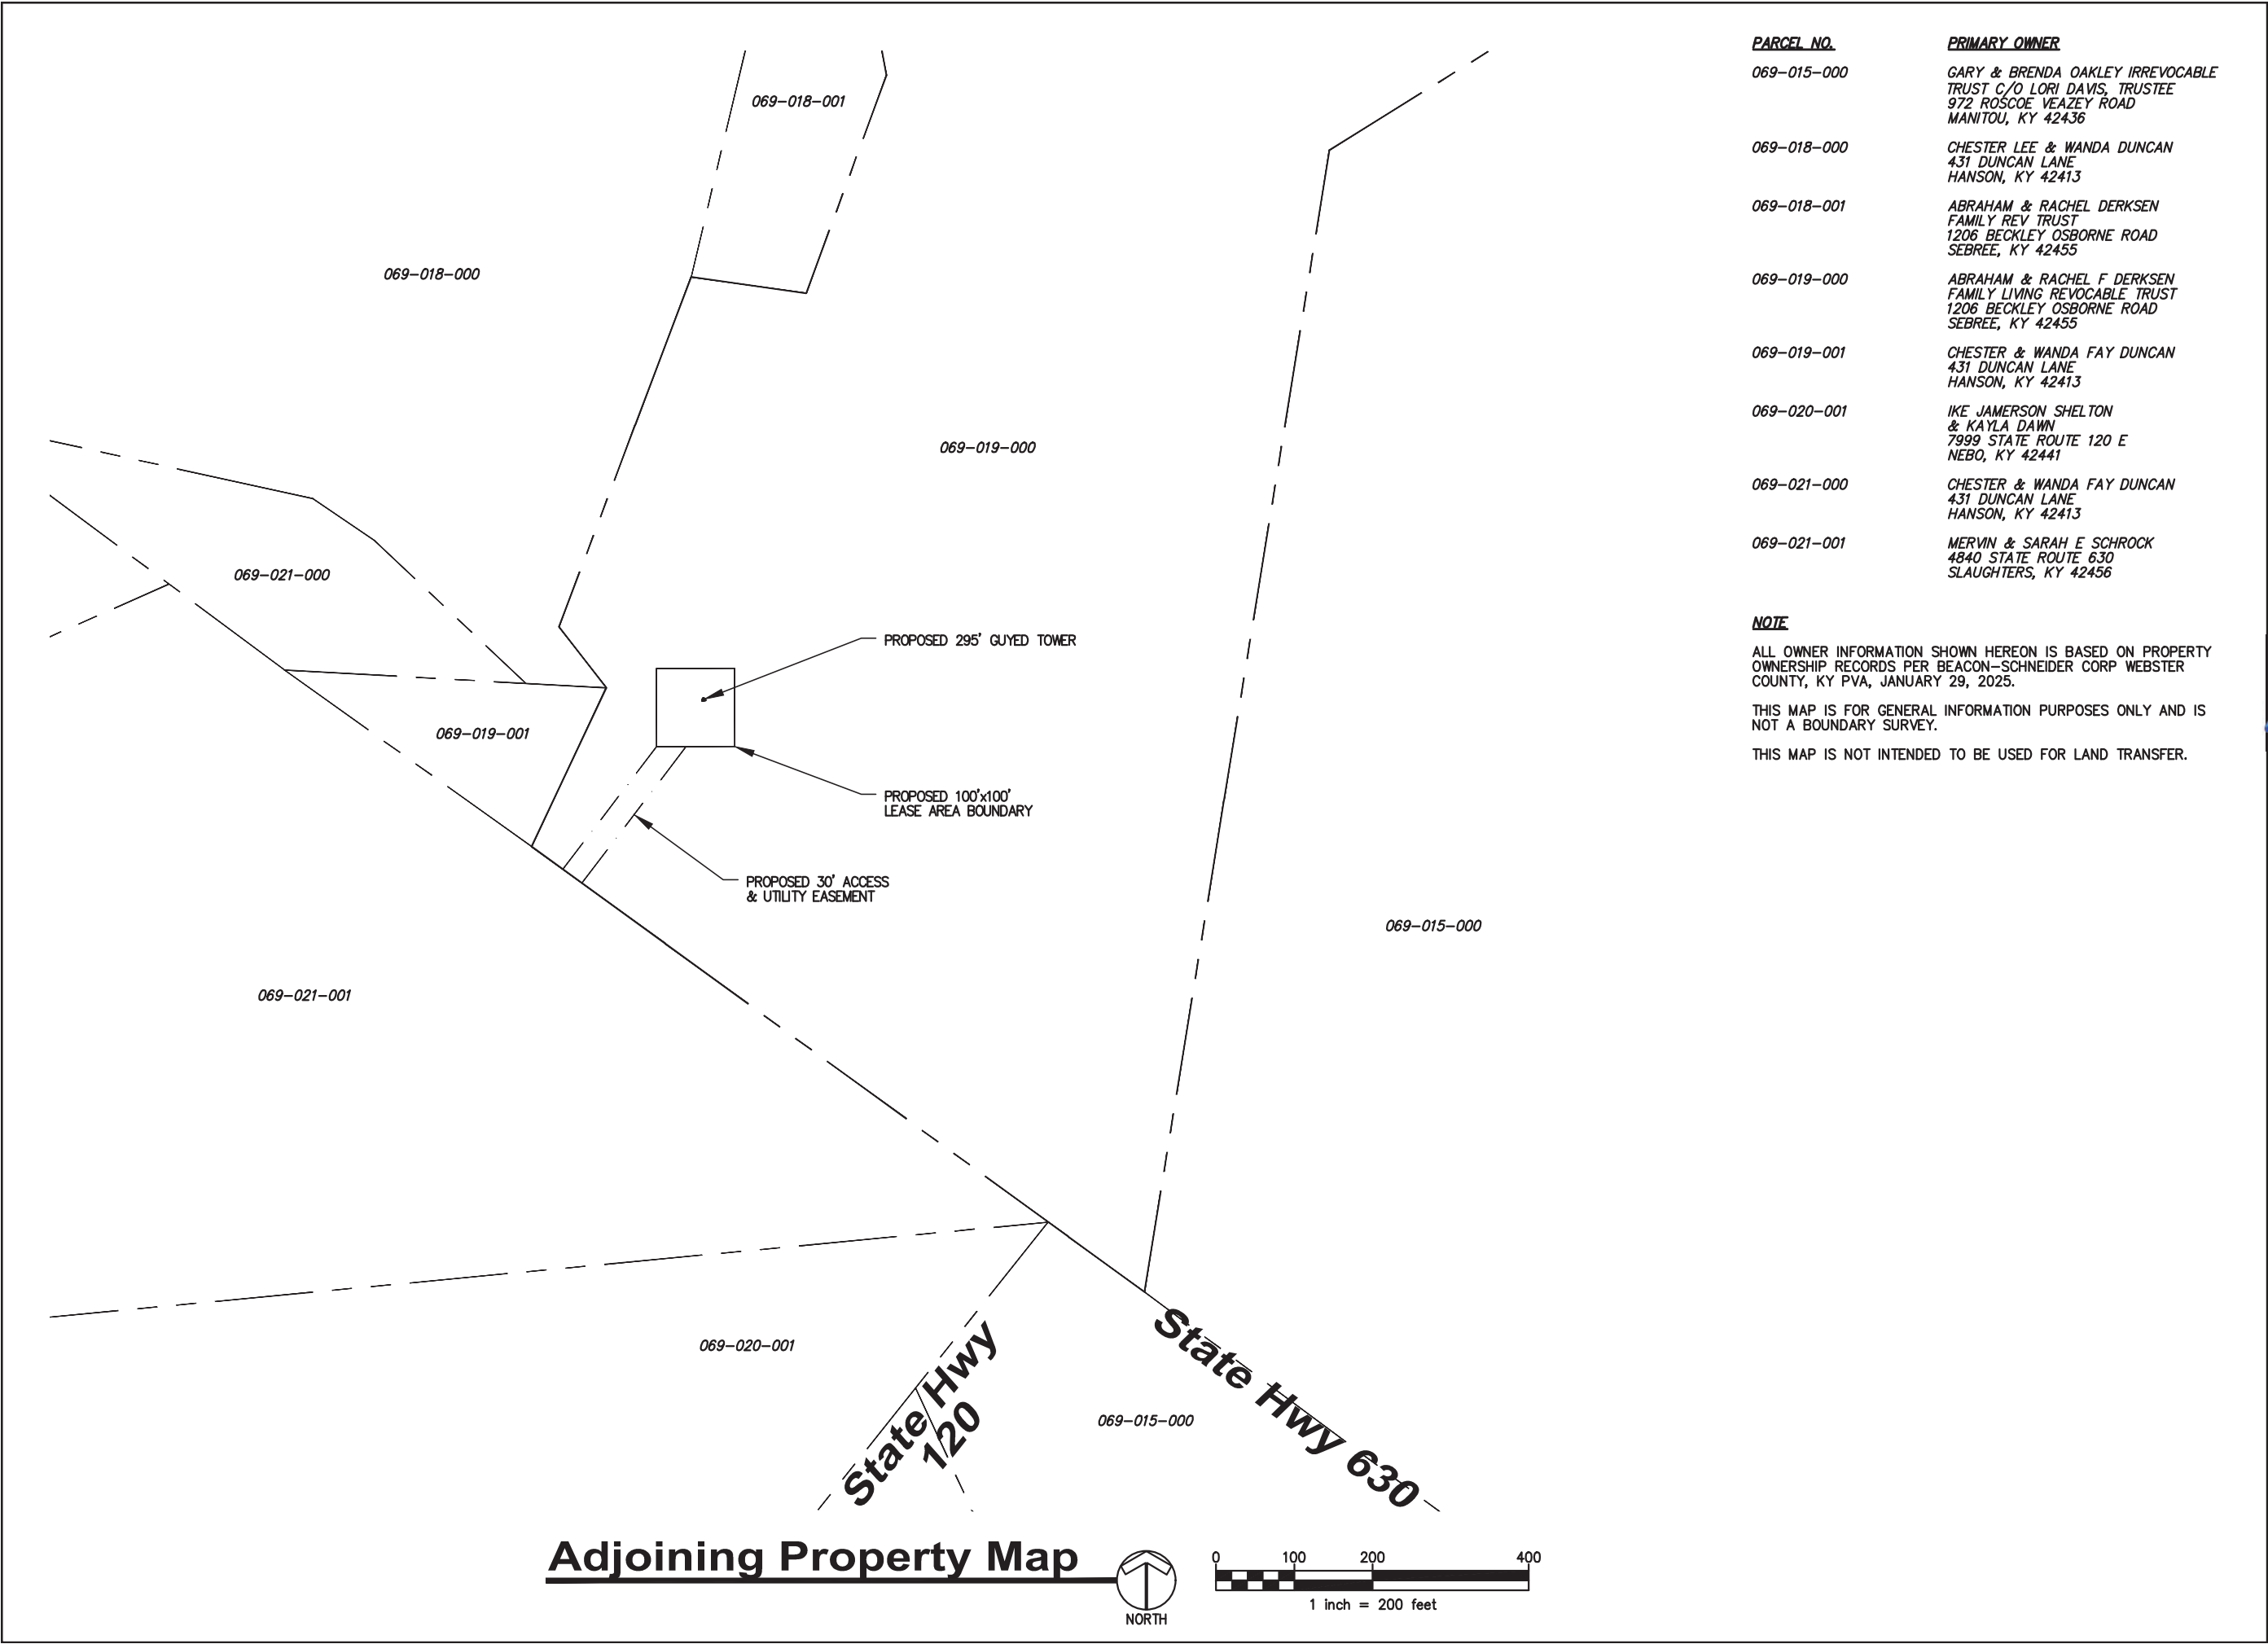 069-018-001
069-018-000
069-019-000
069-021-000
PROPOSED 295' GUYED TOWER
069-019-001
PROPOSED 100'x100'
LEASE AREA BOUNDARY
PROPOSED 30' ACCESS
& UTILITY EASEMENT
069-015-000
069-021-001
069-020-001
State Hwy
120
069-015-000
State Hwy 630
PARCEL NO. PRIMARY OWNER
069-015-000 GARY & BRENDA OAKLEY IRREVOCABLE
TRUST C/O LORI DAVIS, TRUSTEE
972 ROSCOE VEAZEY ROAD
MANITOU, KY 42436
069-018-000 CHESTER LEE & WANDA DUNCAN
431 DUNCAN LANE
HANSON, KY 42413
069-018-001 ABRAHAM & RACHEL DERKSEN
FAMILY REV TRUST
1206 BECKLEY OSBORNE ROAD
SEBREE, KY 42455
069-019-000 ABRAHAM & RACHEL F DERKSEN
FAMILY LIVING REVOCABLE TRUST
1206 BECKLEY OSBORNE ROAD
SEBREE, KY 42455
069-019-001 CHESTER & WANDA FAY DUNCAN
431 DUNCAN LANE
HANSON, KY 42413
069-020-001 IKE JAMERSON SHELTON
& KAYLA DAWN
7999 STATE ROUTE 120 E
NEBO, KY 42441
069-021-000 CHESTER & WANDA FAY DUNCAN
431 DUNCAN LANE
HANSON, KY 42413
069-021-001 MERVIN & SARAH E SCHROCK
4840 STATE ROUTE 630
SLAUGHTERS, KY 42456
NOTE
ALL OWNER INFORMATION SHOWN HEREON IS BASED ON PROPERTY
OWNERSHIP RECORDS PER BEACON-SCHNEIDER CORP WEBSTER
COUNTY, KY PVA, JANUARY 29, 2025.
THIS MAP IS FOR GENERAL INFORMATION PURPOSES ONLY AND IS
NOT A BOUNDARY SURVEY.
THIS MAP IS NOT INTENDED TO BE USED FOR LAND TRANSFER.
Adjoining Property Map
NORTH
0 100 200 400
1 inch = 200 feet